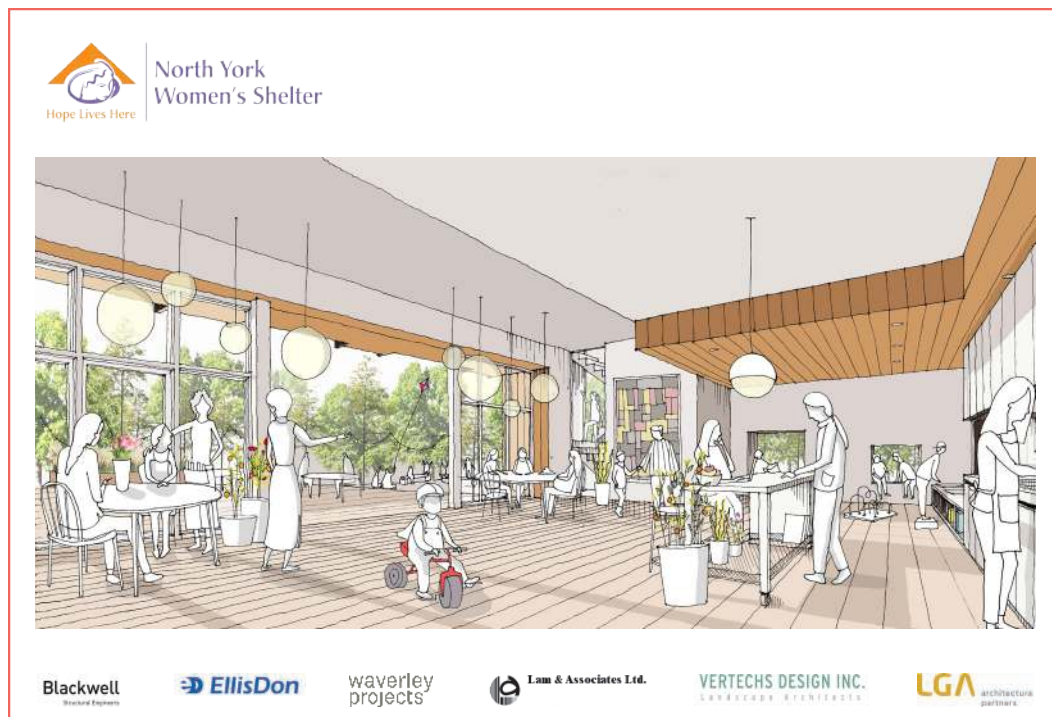 North York
Women's Shelter
Hope Lives Here
Blackwell
Structural Engineers
EllisDon
waverley
projects
Lam & Associates Ltd.
VERTECHS DESIGN INC.
Landscape Architects
LGA architecture
partners